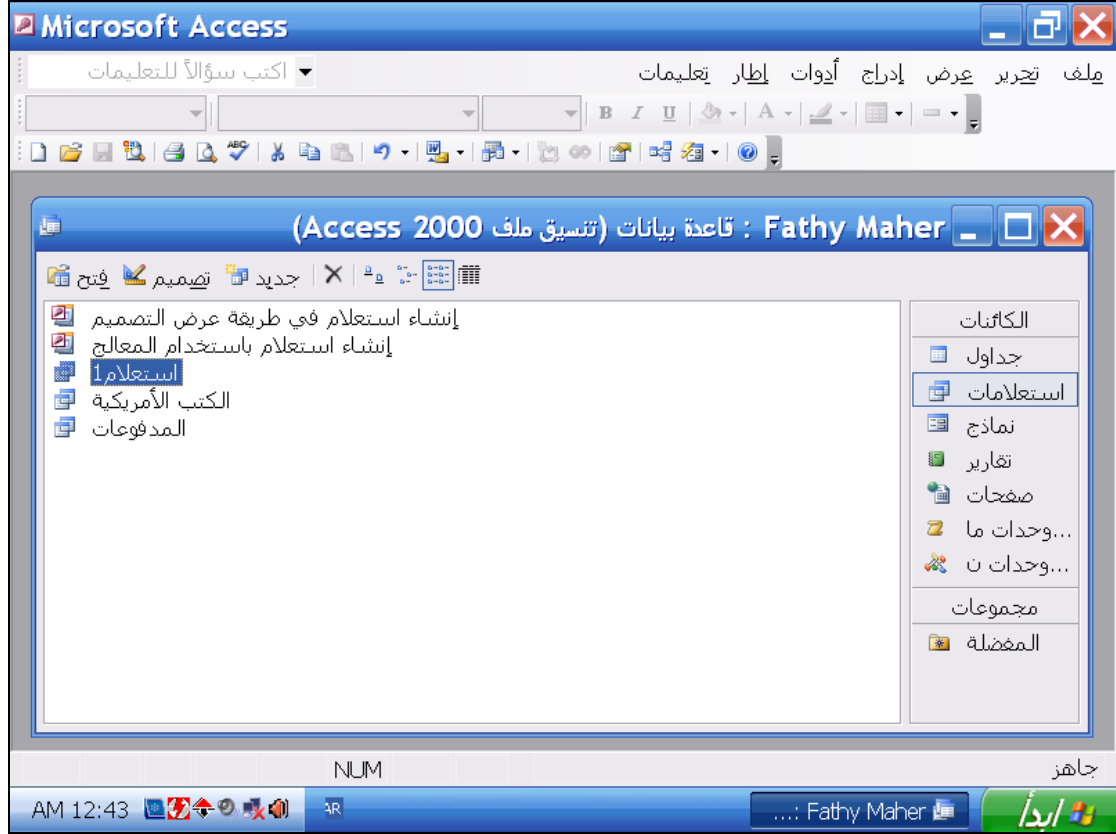 Microsoft Access
ملف تحرير عرض إدراج أدوات إطار تعليمات
اكتب سؤالاً للتعليمات
Fathy Maher : قاعدة بيانات (تنسيق ملف Access 2000)
فتح تصميم جديد
الكائنات
جداول
استعلامات
نماذج
تقارير
صفحات
وحدات ما...
وحدات ن...
مجموعات
المفضلة
إنشاء استعلام في طريقة عرض التصميم
إنشاء استعلام باستخدام المعالج
استعلام1
الكتب الأمريكية
المدفوعات
جاهز
NUM
ابدأ
Fathy Maher :...
AR
AM 12:43